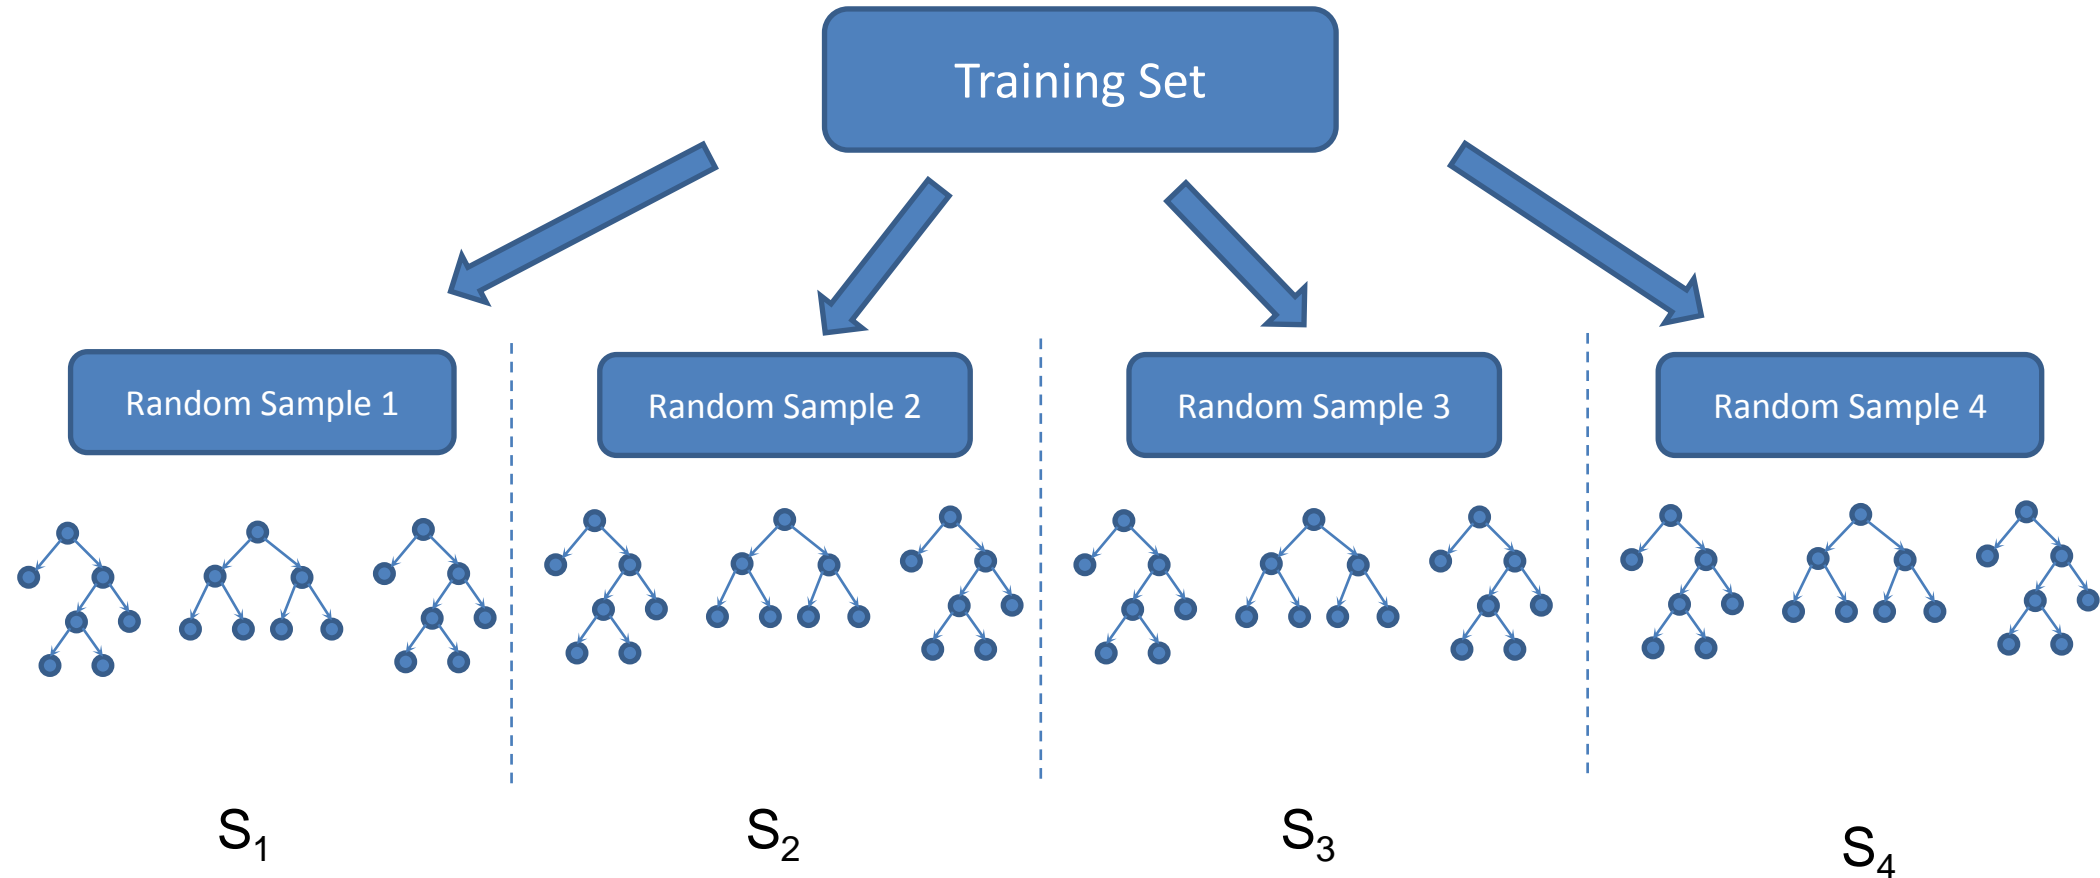 Training Set
Random Sample 1
Random Sample 2
Random Sample 3
Random Sample 4
S1
S2
S3
S4